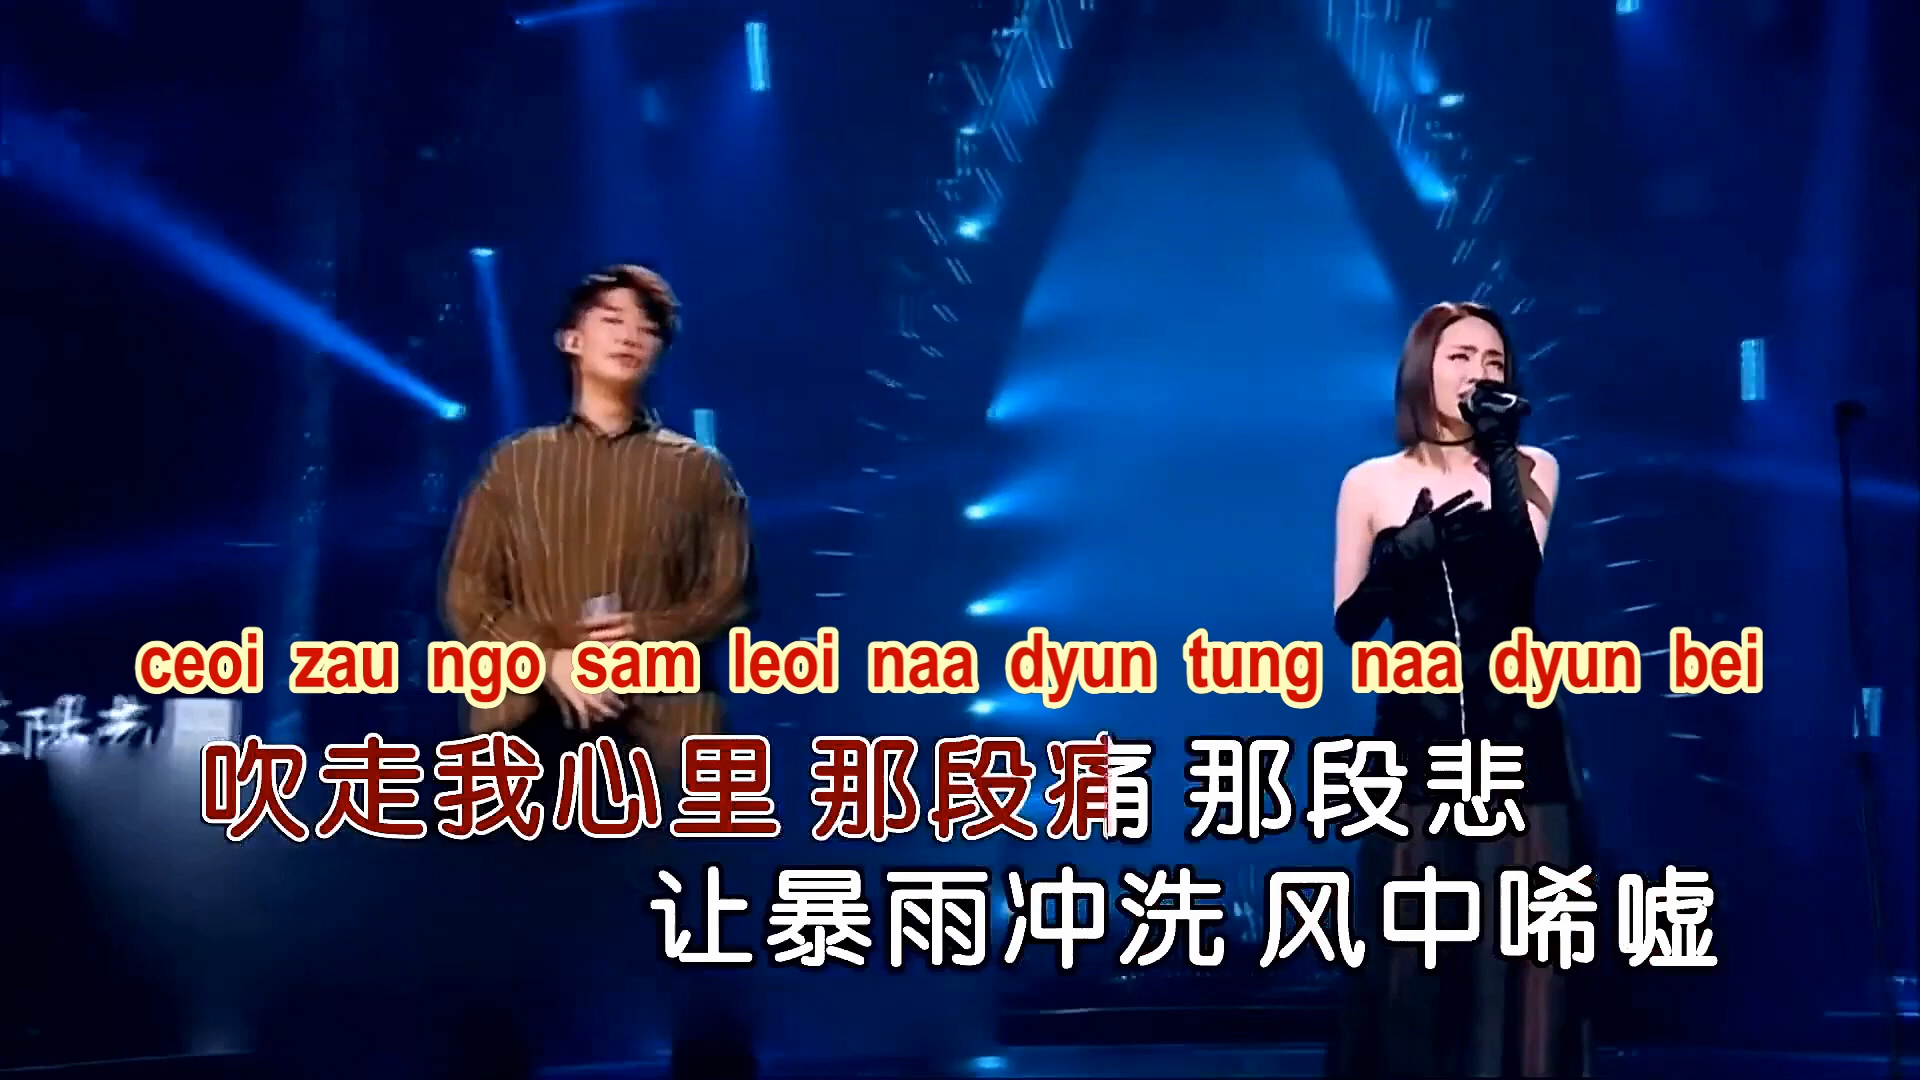 ceoi zau ngo sam leoi naa dyun tung naa dyun bei
吹走我心里 那段痛 那段悲
让暴雨冲洗 风中唏嘘